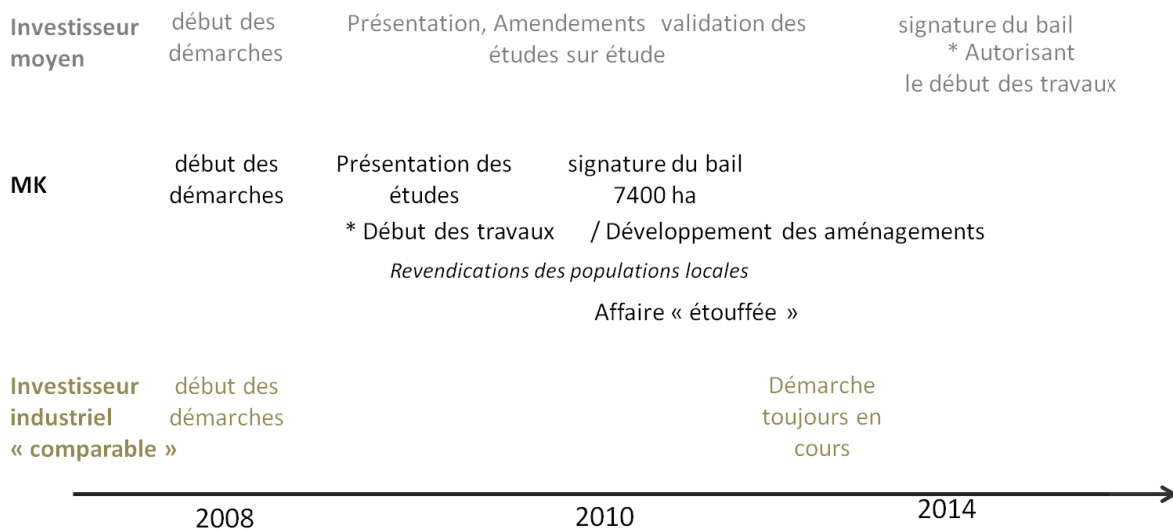 Investisseur moyen
début des démarches
Présentation, Amendements validation des études sur étude
signature du bail
* Autorisant
le début des travaux
MK
début des démarches
Présentation des études
signature du bail
7400 ha
* Début des travaux / Développement des aménagements
Revendications des populations locales
Affaire « étouffée »
Investisseur industriel « comparable »
début des démarches
Démarche toujours en cours
2008
2010
2014